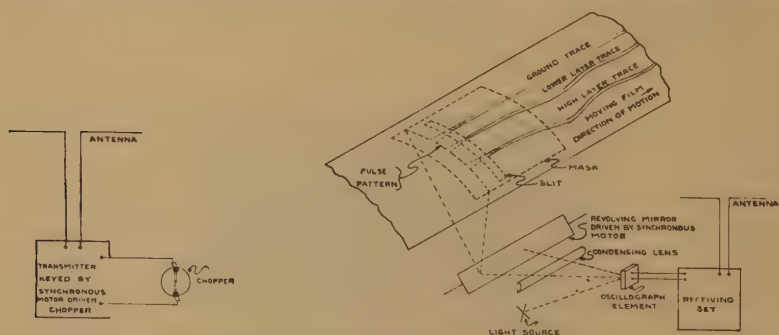 ANTENNA
TRANSMITTER
KEYED BY
SYNCHRONOUS
MOTOR DRIVEN
CHOPPER
CHOPPER
GROUND TRACE
LOWER LAYER TRACE
HIGH LAYER TRACE
MOVING FILM
DIRECTION OF MOTION
PULSE
PATTERN
MASK
SLIT
ANTENNA
REVOLVING MIRROR
DRIVEN BY SYNCHRONOUS
MOTOR
CONDENSING LENS
OSCILLOGRAPH
ELEMENT
RECEIVING
SET
LIGHT SOURCE